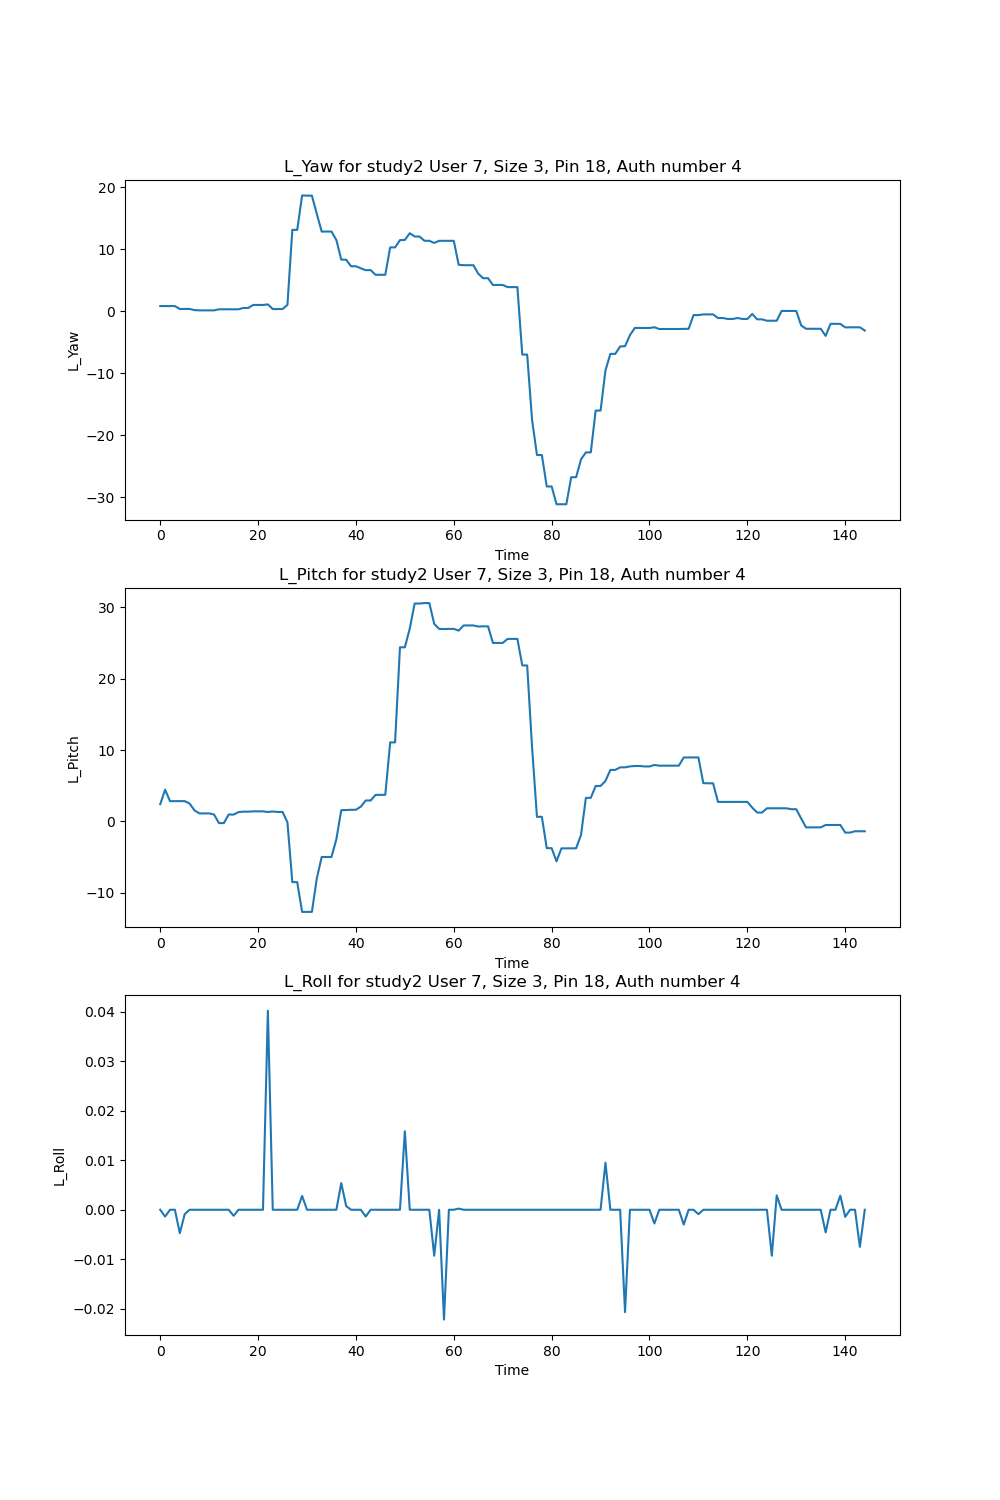 L_Yaw for study2 User 7, Size 3, Pin 18, Auth number 4
20
10
0
−10
−20
−30
L_Yaw
0 20 40 60 80 100 120 140
Time
L_Pitch for study2 User 7, Size 3, Pin 18, Auth number 4
30
20
10
0
−10
L_Pitch
0 20 40 60 80 100 120 140
Time
L_Roll for study2 User 7, Size 3, Pin 18, Auth number 4
0.04
0.03
0.02
0.01
0.00
−0.01
−0.02
L_Roll
0 20 40 60 80 100 120 140
Time